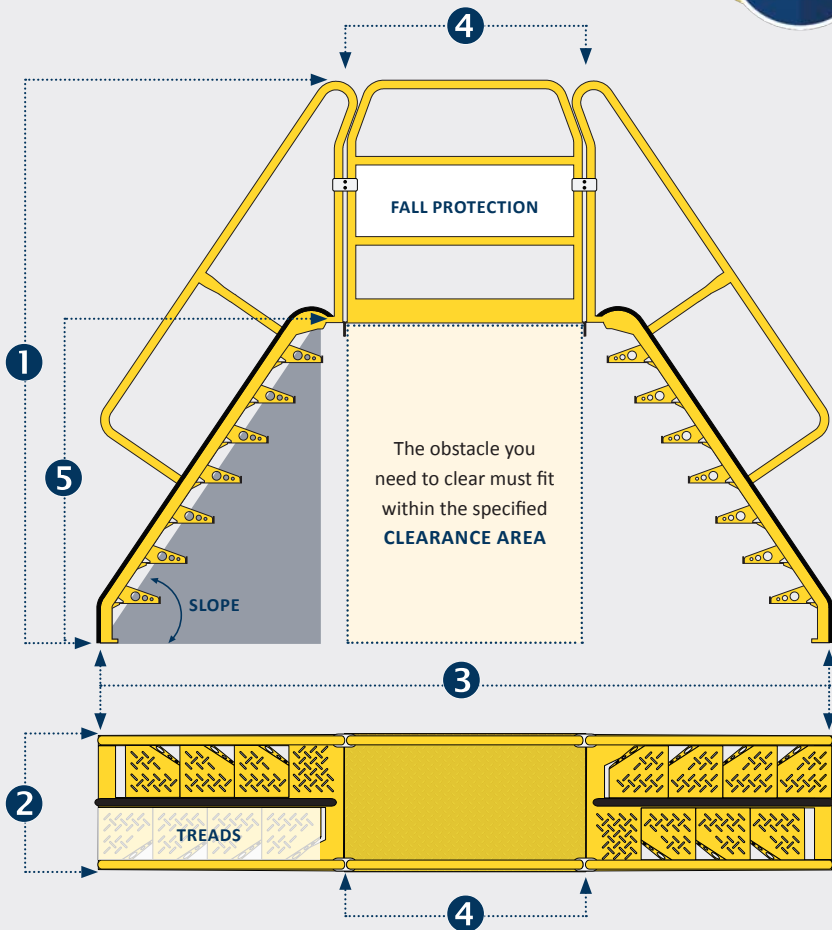 4
1
FALL PROTECTION
5
The obstacle you
need to clear must fit
within the specified
CLEARANCE AREA
SLOPE
3
2
TREADS
4